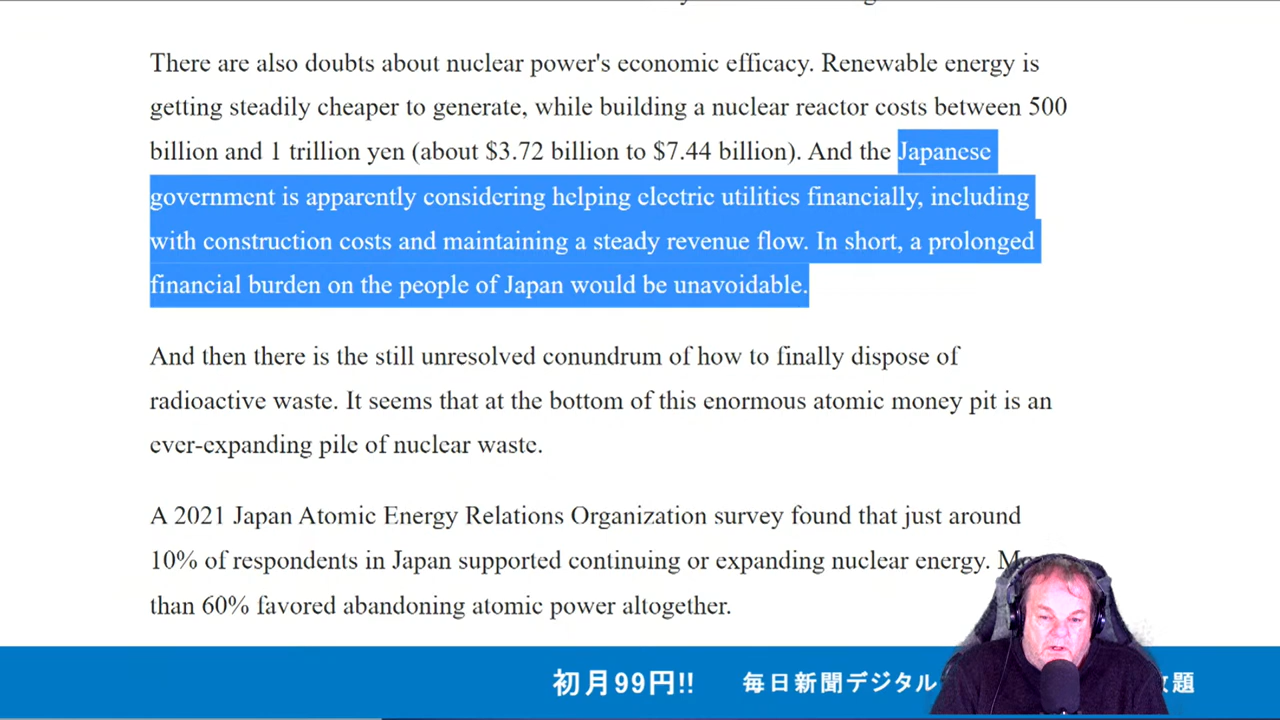 There are also doubts about nuclear power's economic efficacy. Renewable energy is
getting steadily cheaper to generate, while building a nuclear reactor costs between 500
billion and 1 trillion yen (about $3.72 billion to $7.44 billion). And the Japanese
government is apparently considering helping electric utilities financially, including
with construction costs and maintaining a steady revenue flow. In short, a prolonged
financial burden on the people of Japan would be unavoidable.
And then there is the still unresolved conundrum of how to finally dispose of
radioactive waste. It seems that at the bottom of this enormous atomic money pit is an
ever-expanding pile of nuclear waste.
A 2021 Japan Atomic Energy Relations Organization survey found that just around
10% of respondents in Japan supported continuing or expanding nuclear energy.
than 60% favored abandoning atomic power altogether.
初月99円!! 毎日新聞デジタル 題